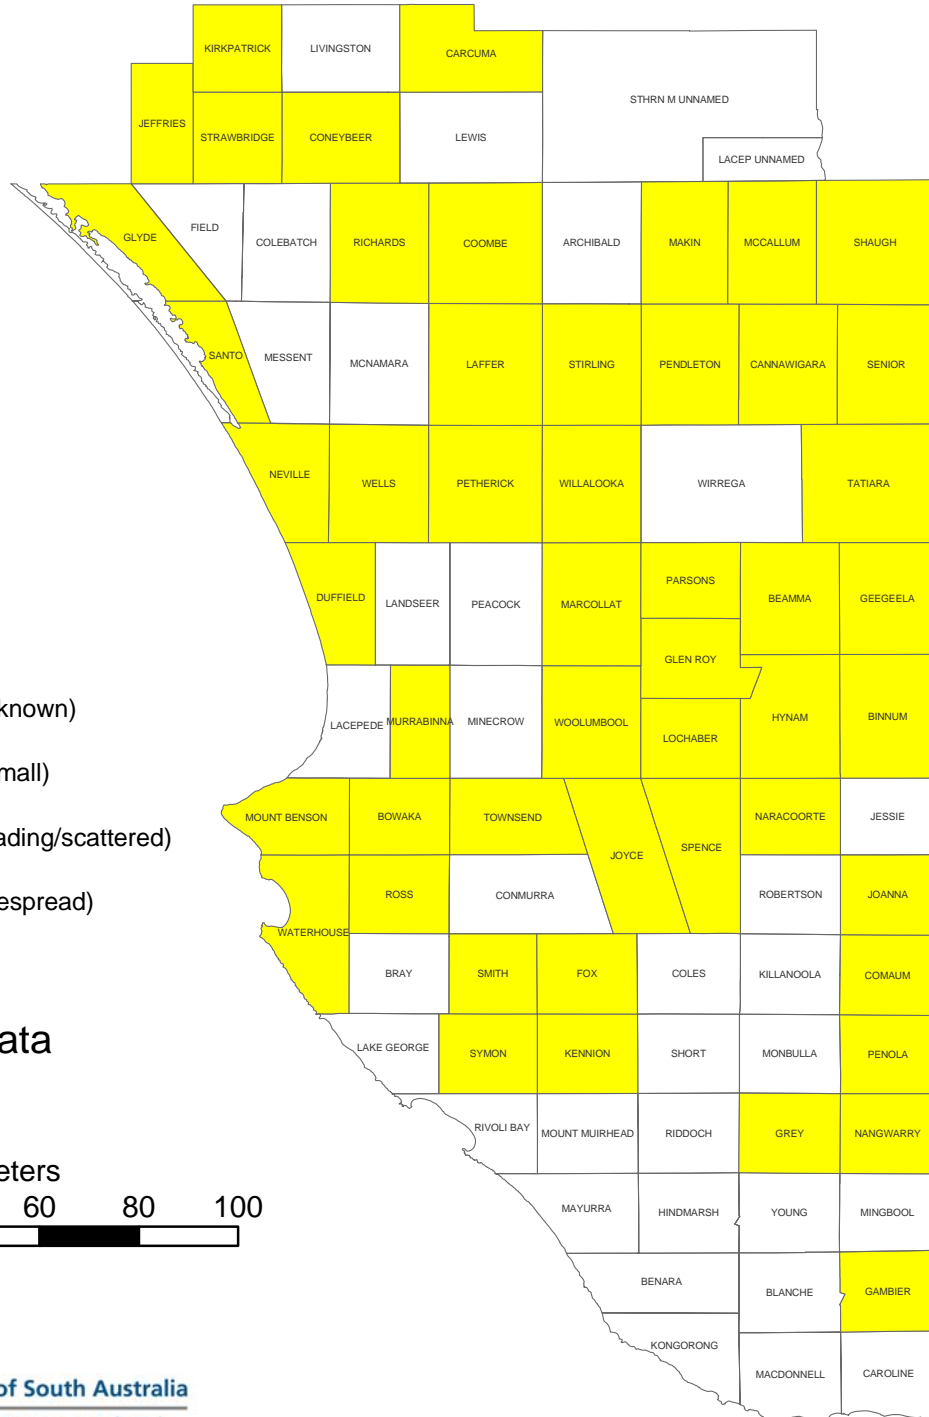 KIRKPATRICK
LIVINGSTON
CARCUMA
STHRN M UNNAMED
JEFFRIES
STRAWBRIDGE
CONEYBEER
LEWIS
LACEP UNNAMED
GLYDE
FIELD
COLEBATCH
RICHARDS
COOMBE
ARCHIBALD
MAKIN
MCCALLUM
SHAUGH
SANTO
MESSENT
MCNAMARA
LAFFER
STIRLING
PENDLETON
CANNAWIGARA
SENIOR
NEVILLE
WELLS
PETHERICK
WILLALOOKA
WIRREGA
TATIARA
DUFFIELD
LANDSEER
PEACOCK
MARCOLLAT
PARSONS
BEAMMA
GEEGEELA
GLEN ROY
LACEPEDE
MURRABINNA
MINECROW
WOOLUMBOOL
LOCHABER
HYNAM
BINNUM
known)
mall)
ading/scattered)
espread)
MOUNT BENSON
BOWAKA
TOWNSEND
JOYCE
SPENCE
NARACOORTE
JESSIE
WATERHOUSE
ROSS
CONMURRA
ROBERTSON
JOANNA
BRAY
SMITH
FOX
COLES
KILLANOOLA
COMAUM
ata
LAKE GEORGE
SYMON
KENNION
SHORT
MONBULLA
PENOLA
RIVOLI BAY
MOUNT MUIRHEAD
RIDDOCH
GREY
NANGWARRY
eters
60 80 100
MAYURRA
HINDMARSH
YOUNG
MINGBOOL
BENARA
BLANCHE
GAMBIER
KONGORONG
MACDONNELL
CAROLINE
of South Australia